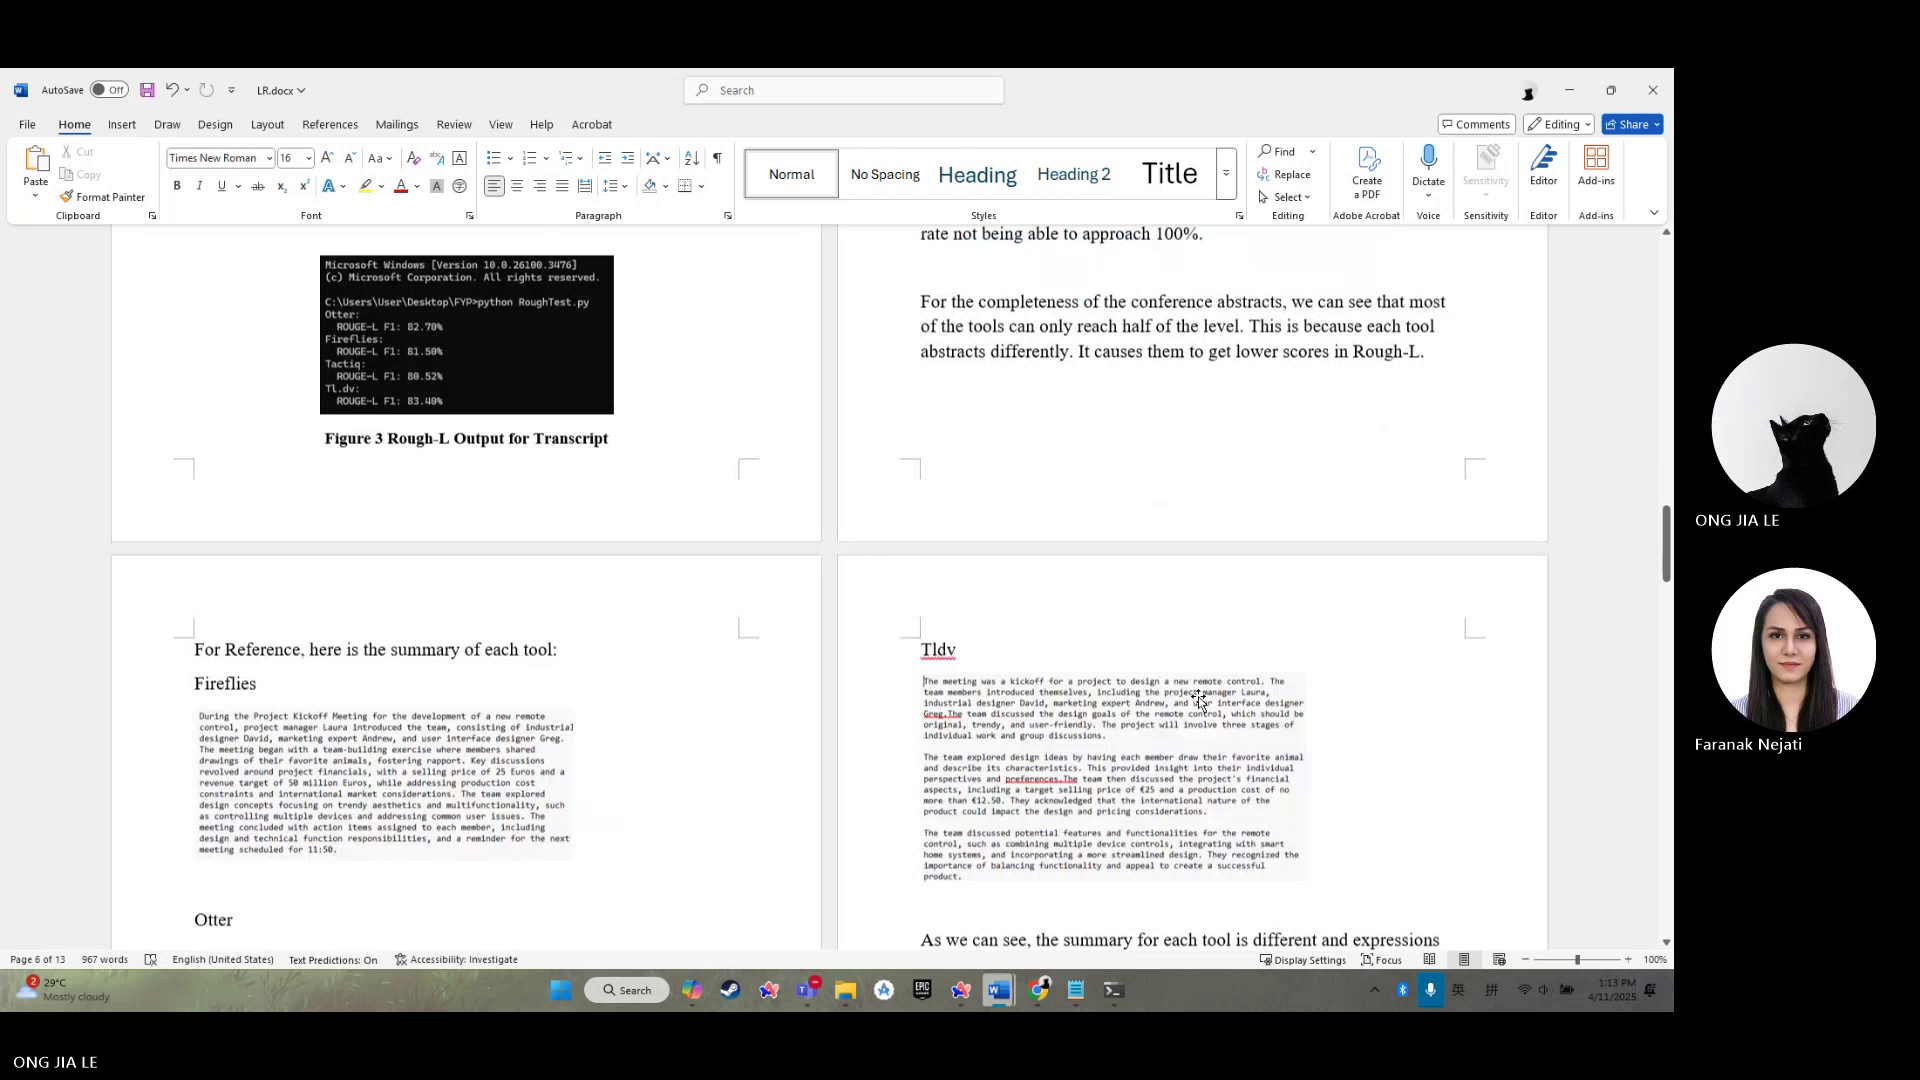 AutoSave
Off
LR.docx
Search
File
Home
Insert
Draw
Design
Layout
References
Mailings
Review
View
Help
Acrobat
Comments
Editing
Share
Paste
Cut
Copy
Format Painter
Clipboard
Times New Roman
16
Font
Paragraph
Normal
No Spacing
Heading
Heading 2
Title
Styles
Find
Replace
Select
Editing
Create
a PDF
Adobe Acrobat
Dictate
Voice
Sensitivity
Sensitivity
Editor
Editor
Add-ins
Add-ins
Microsoft Windows [Version 10.0.26100.3476]
(c) Microsoft Corporation. All rights reserved.
C:\Users\User\Desktop\FYP>python RoughTest.py
Otter:
ROUGE-L F1: 82.70%
Fireflies:
ROUGE-L F1: 81.50%
Tactiq:
ROUGE-L F1: 80.52%
Tl.dv:
ROUGE-L F1: 83.40%
Figure 3 Rough-L Output for Transcript
rate not being able to approach 100%.
For the completeness of the conference abstracts, we can see that most
of the tools can only reach half of the level. This is because each tool
abstracts differently. It causes them to get lower scores in Rough-L.
For Reference, here is the summary of each tool:
Fireflies
During the Project Kickoff Meeting for the development of a new remote
control, project manager Laura introduced the team, consisting of industrial
designer David, marketing expert Andrew, and user interface designer Greg.
The meeting began with a team-building exercise where members shared
drawings of their favorite animals, fostering rapport. Key discussions
revolved around project financials, with a selling price of 25 Euros and a
revenue target of 50 million Euros, while addressing production cost
constraints and international market considerations. The team explored
design concepts focusing on trendy aesthetics and multifunctionality, such
as controlling multiple devices and addressing common user issues. The
meeting concluded with action items assigned to each member, including
design and technical function responsibilities, and a reminder for the next
meeting scheduled for 11:50.
Otter
Tldv
The meeting was a kickoff for a project to design a new remote control. The
team members introduced themselves, including the project manager Laura,
industrial designer David, marketing expert Andrew, and user interface designer
Greg.The team discussed the design goals of the remote control, which should be
original, trendy, and user-friendly. The project will involve three stages of
individual work and group discussions.
The team explored design ideas by having each member draw their favorite animal
and describe its characteristics. This provided insight into their individual
perspectives and preferences.The team then discussed the project's financial
aspects, including a target selling price of €25 and a production cost of no
more than €12.50. They acknowledged that the international nature of the
product could impact the design and pricing considerations.
The team discussed potential features and functionalities for the remote
control, such as combining multiple device controls, integrating with smart
home systems, and incorporating a more streamlined design. They recognized the
importance of balancing functionality and appeal to create a successful
product.
As we can see, the summary for each tool is different and expressions
Page 6 of 13
967 words
English (United States)
Text Predictions: On
Accessibility: Investigate
Display Settings
Focus
100%
2
29°C
Mostly cloudy
Search
EPIC
GAMES
英
拼
1:13 PM
4/11/2025
ONG JIA LE
Faranak Nejati
ONG JIA LE